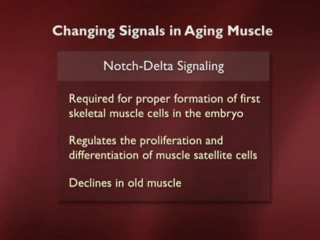 Changing Signals in Aging Muscle
Notch-Delta Signaling
Required for proper formation of first
skeletal muscle cells in the embryo
Regulates the proliferation and
differentiation of muscle satellite cells
Declines in old muscle